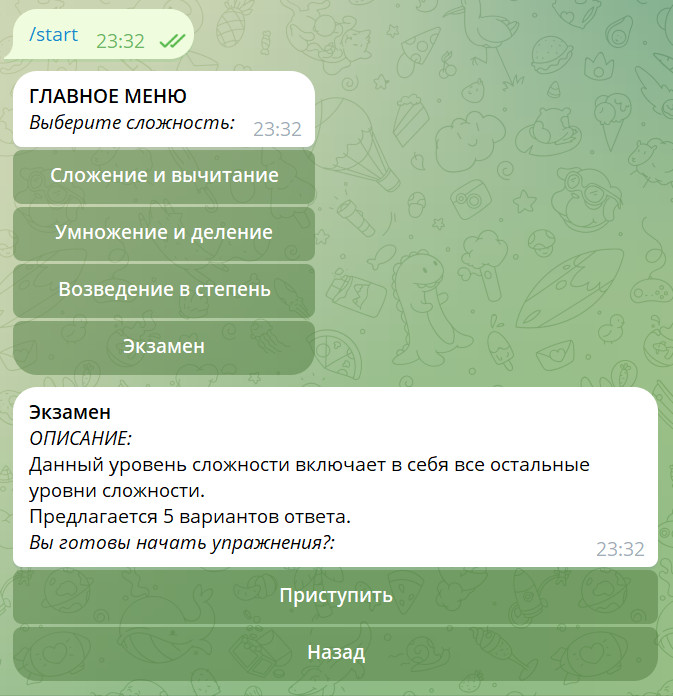 /start 23:32
ГЛАВНОЕ МЕНЮ
Выберите сложность: 23:32
Сложение и вычитание
Умножение и деление
Возведение в степень
Экзамен
Экзамен
ОПИСАНИЕ:
Данный уровень сложности включает в себя все остальные
уровни сложности.
Предлагается 5 вариантов ответа.
Вы готовы начать упражнения?: 23:32
Приступить
Назад